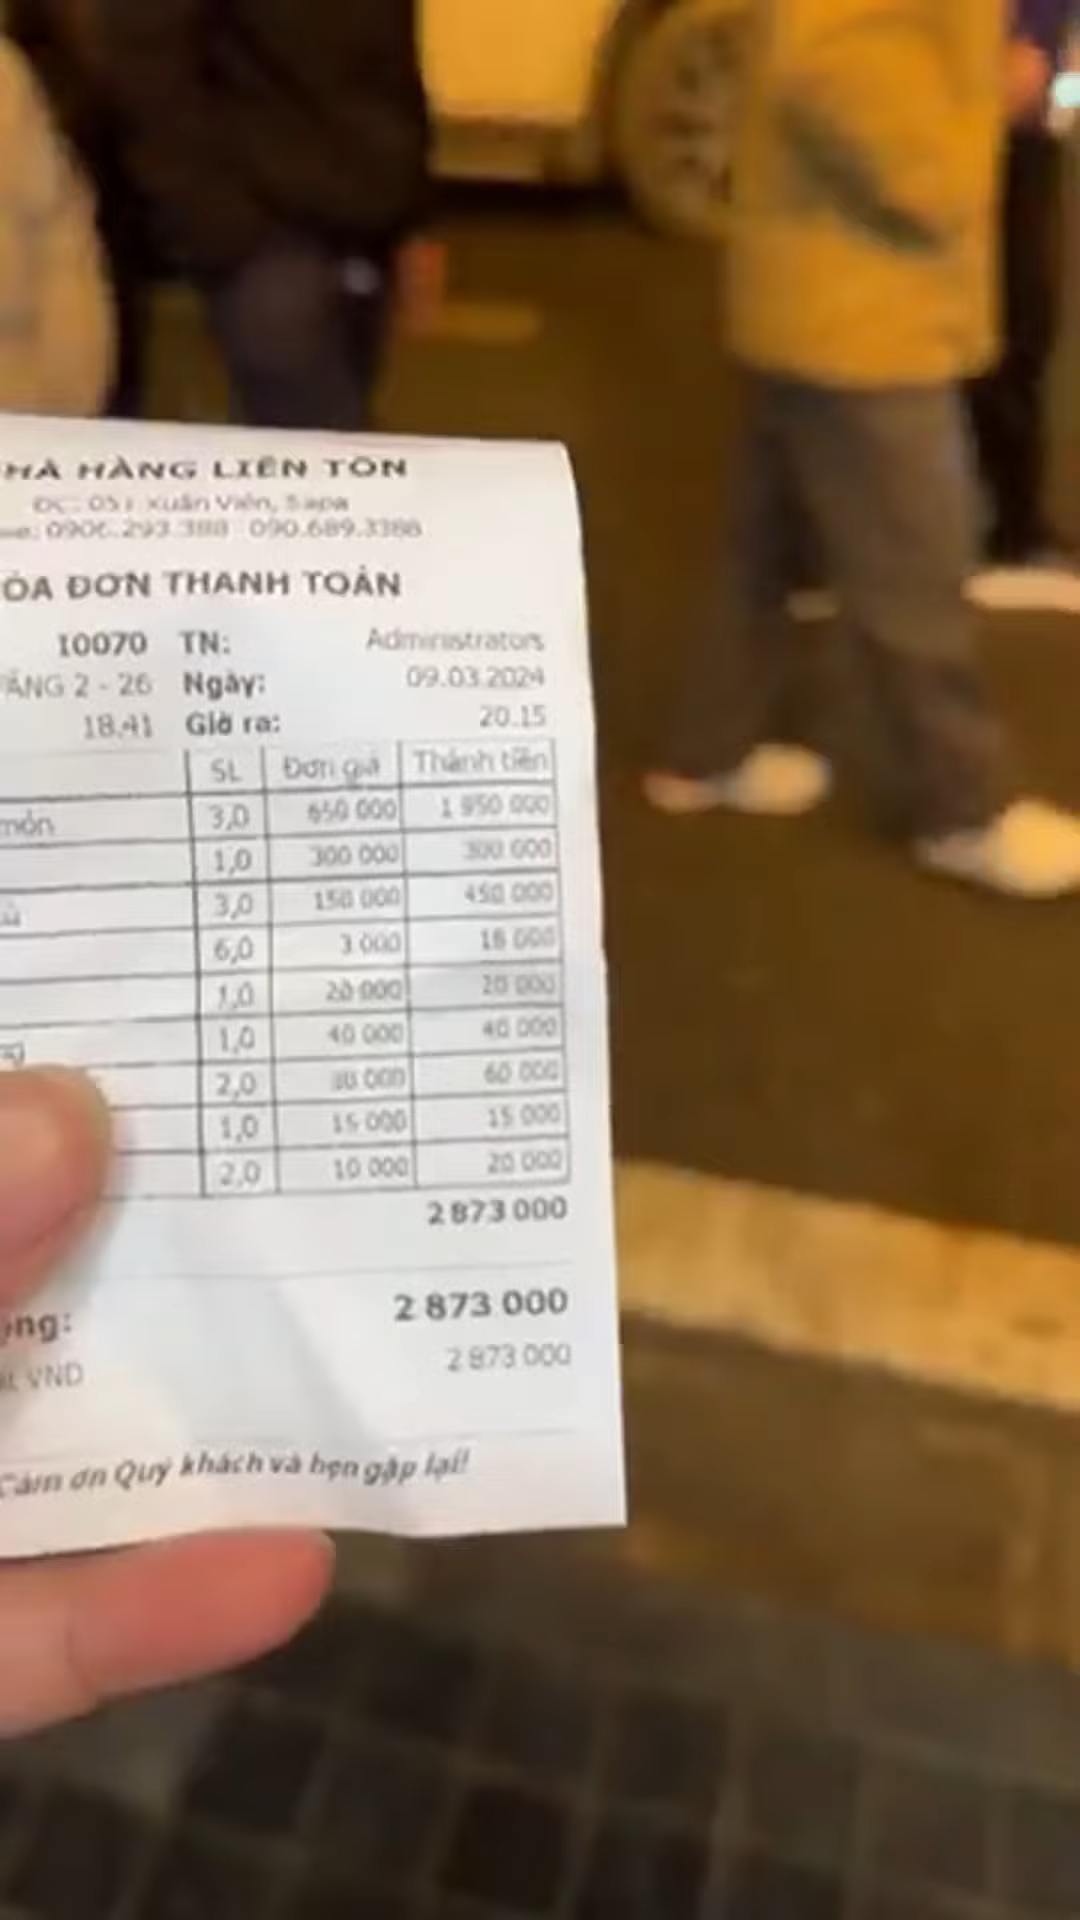 HÀ HÀNG LIÊN TÔN
Xuân Viên, Sapa
090.689.3388
ÓA ĐƠN THANH TOÁN
10070 TN: Administrators
TẦNG 2 - 26 Ngày: 09.03.2024
18.41 Giờ ra: 20.15
SL Đơn giá Thành tiền
món 3,0 650 000 1 950 000
1,0 300 000 300 000
3,0 150 000 450 000
6,0 3 000 18 000
1,0 20 000 20 000
1,0 40 000 40 000
2,0 30 000 60 000
1,0 15 000 15 000
2,0 10 000 20 000
2 873 000
ộng: 2 873 000
VND 2 873 000
Cảm ơn Quý khách và hẹn gặp lại!